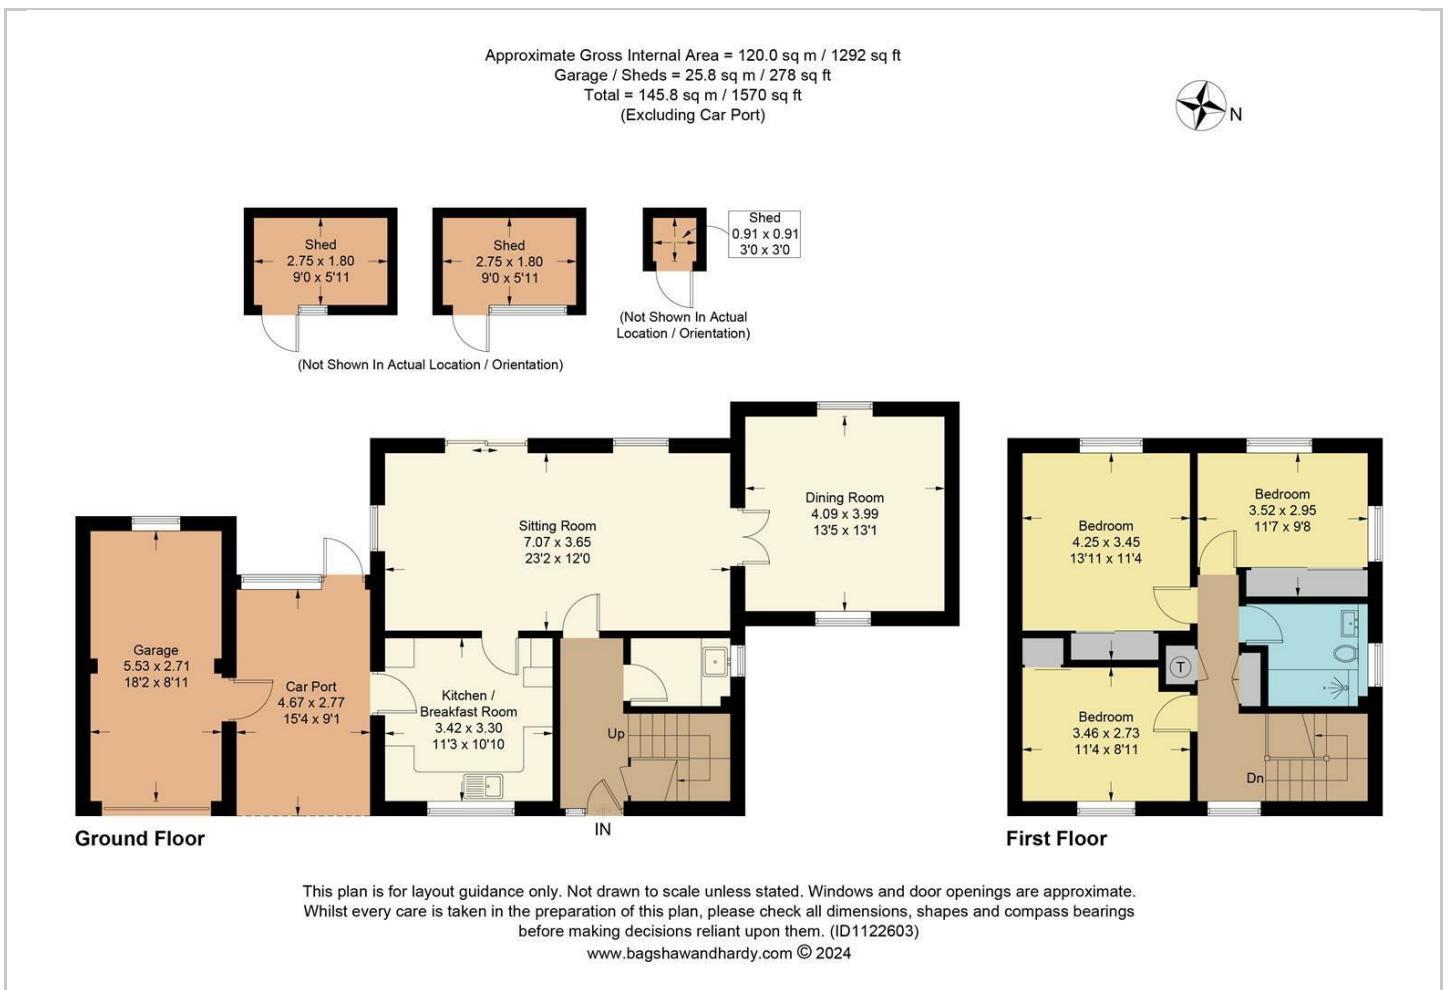 Approximate Gross Internal Area = 120.0 sq m / 1292 sq ft
Garage / Sheds = 25.8 sq m / 278 sq ft
Total = 145.8 sq m / 1570 sq ft
(Excluding Car Port)
N
Shed
2.75 x 1.80
9'0 x 5'11
Shed
2.75 x 1.80
9'0 x 5'11
(Not Shown In Actual Location / Orientation)
Shed
0.91 x 0.91
3'0 x 3'0
(Not Shown In Actual
Location / Orientation)
Garage
5.53 x 2.71
18'2 x 8'11
Car Port
4.67 x 2.77
15'4 x 9'1
Sitting Room
7.07 x 3.65
23'2 x 12'0
Dining Room
4.09 x 3.99
13'5 x 13'1
Kitchen /
Breakfast Room
3.42 x 3.30
11'3 x 10'10
Up
IN
Ground Floor
Bedroom
4.25 x 3.45
13'11 x 11'4
Bedroom
3.52 x 2.95
11'7 x 9'8
T
Bedroom
3.46 x 2.73
11'4 x 8'11
Dn
First Floor
This plan is for layout guidance only. Not drawn to scale unless stated. Windows and door openings are approximate.
Whilst every care is taken in the preparation of this plan, please check all dimensions, shapes and compass bearings
before making decisions reliant upon them. (ID1122603)
www.bagshawandhardy.com © 2024